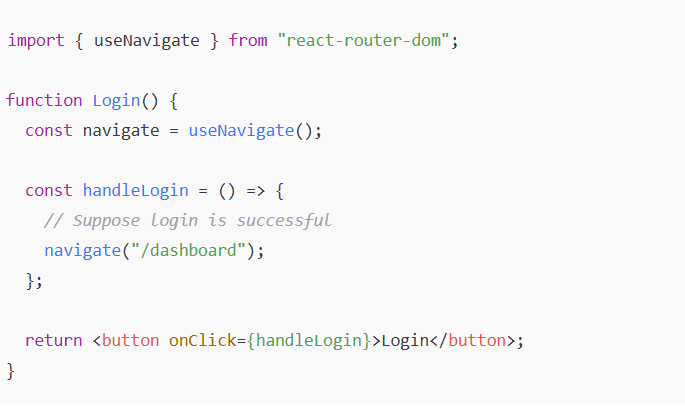 import { useNavigate } from "react-router-dom";
function Login() {
const navigate = useNavigate();
const handleLogin = () => {
// Suppose login is successful
navigate("/dashboard");
};
return <button onClick={handleLogin}>Login</button>;
}